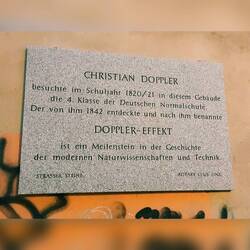 CHRISTIAN DOPPLER
besuchte im Schuljahr 1820/21 in diesem Gebäude
die 4. Klasse der Deutschen Normalschule.
Der von ihm 1842 entdeckte und nach ihm benannte
DOPPLER-EFFEKT
ist ein Meilenstein in der Geschichte
der modernen Naturwissenschaften und Technik.
STRASSER STEINE
ROTARY CLUB LINZ